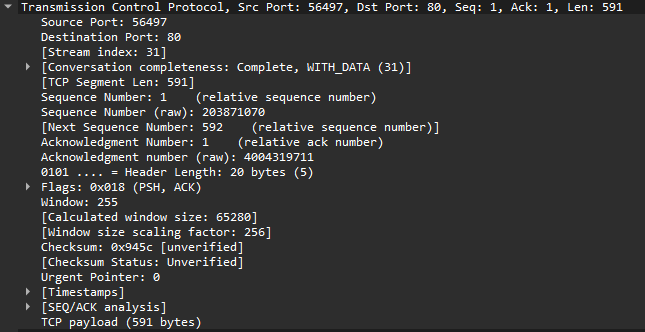 Transmission Control Protocol, Src Port: 56497, Dst Port: 80, Seq: 1, Ack: 1, Len: 591
Source Port: 56497
Destination Port: 80
[Stream index: 31]
[Conversation completeness: Complete, WITH_DATA (31)]
[TCP Segment Len: 591]
Sequence Number: 1    (relative sequence number)
Sequence Number (raw): 203871070
[Next Sequence Number: 592    (relative sequence number)]
Acknowledgment Number: 1    (relative ack number)
Acknowledgment number (raw): 4004319711
0101 .... = Header Length: 20 bytes (5)
Flags: 0x018 (PSH, ACK)
Window: 255
[Calculated window size: 65280]
[Window size scaling factor: 256]
Checksum: 0x945c [unverified]
[Checksum Status: Unverified]
Urgent Pointer: 0
[Timestamps]
[SEQ/ACK analysis]
TCP payload (591 bytes)